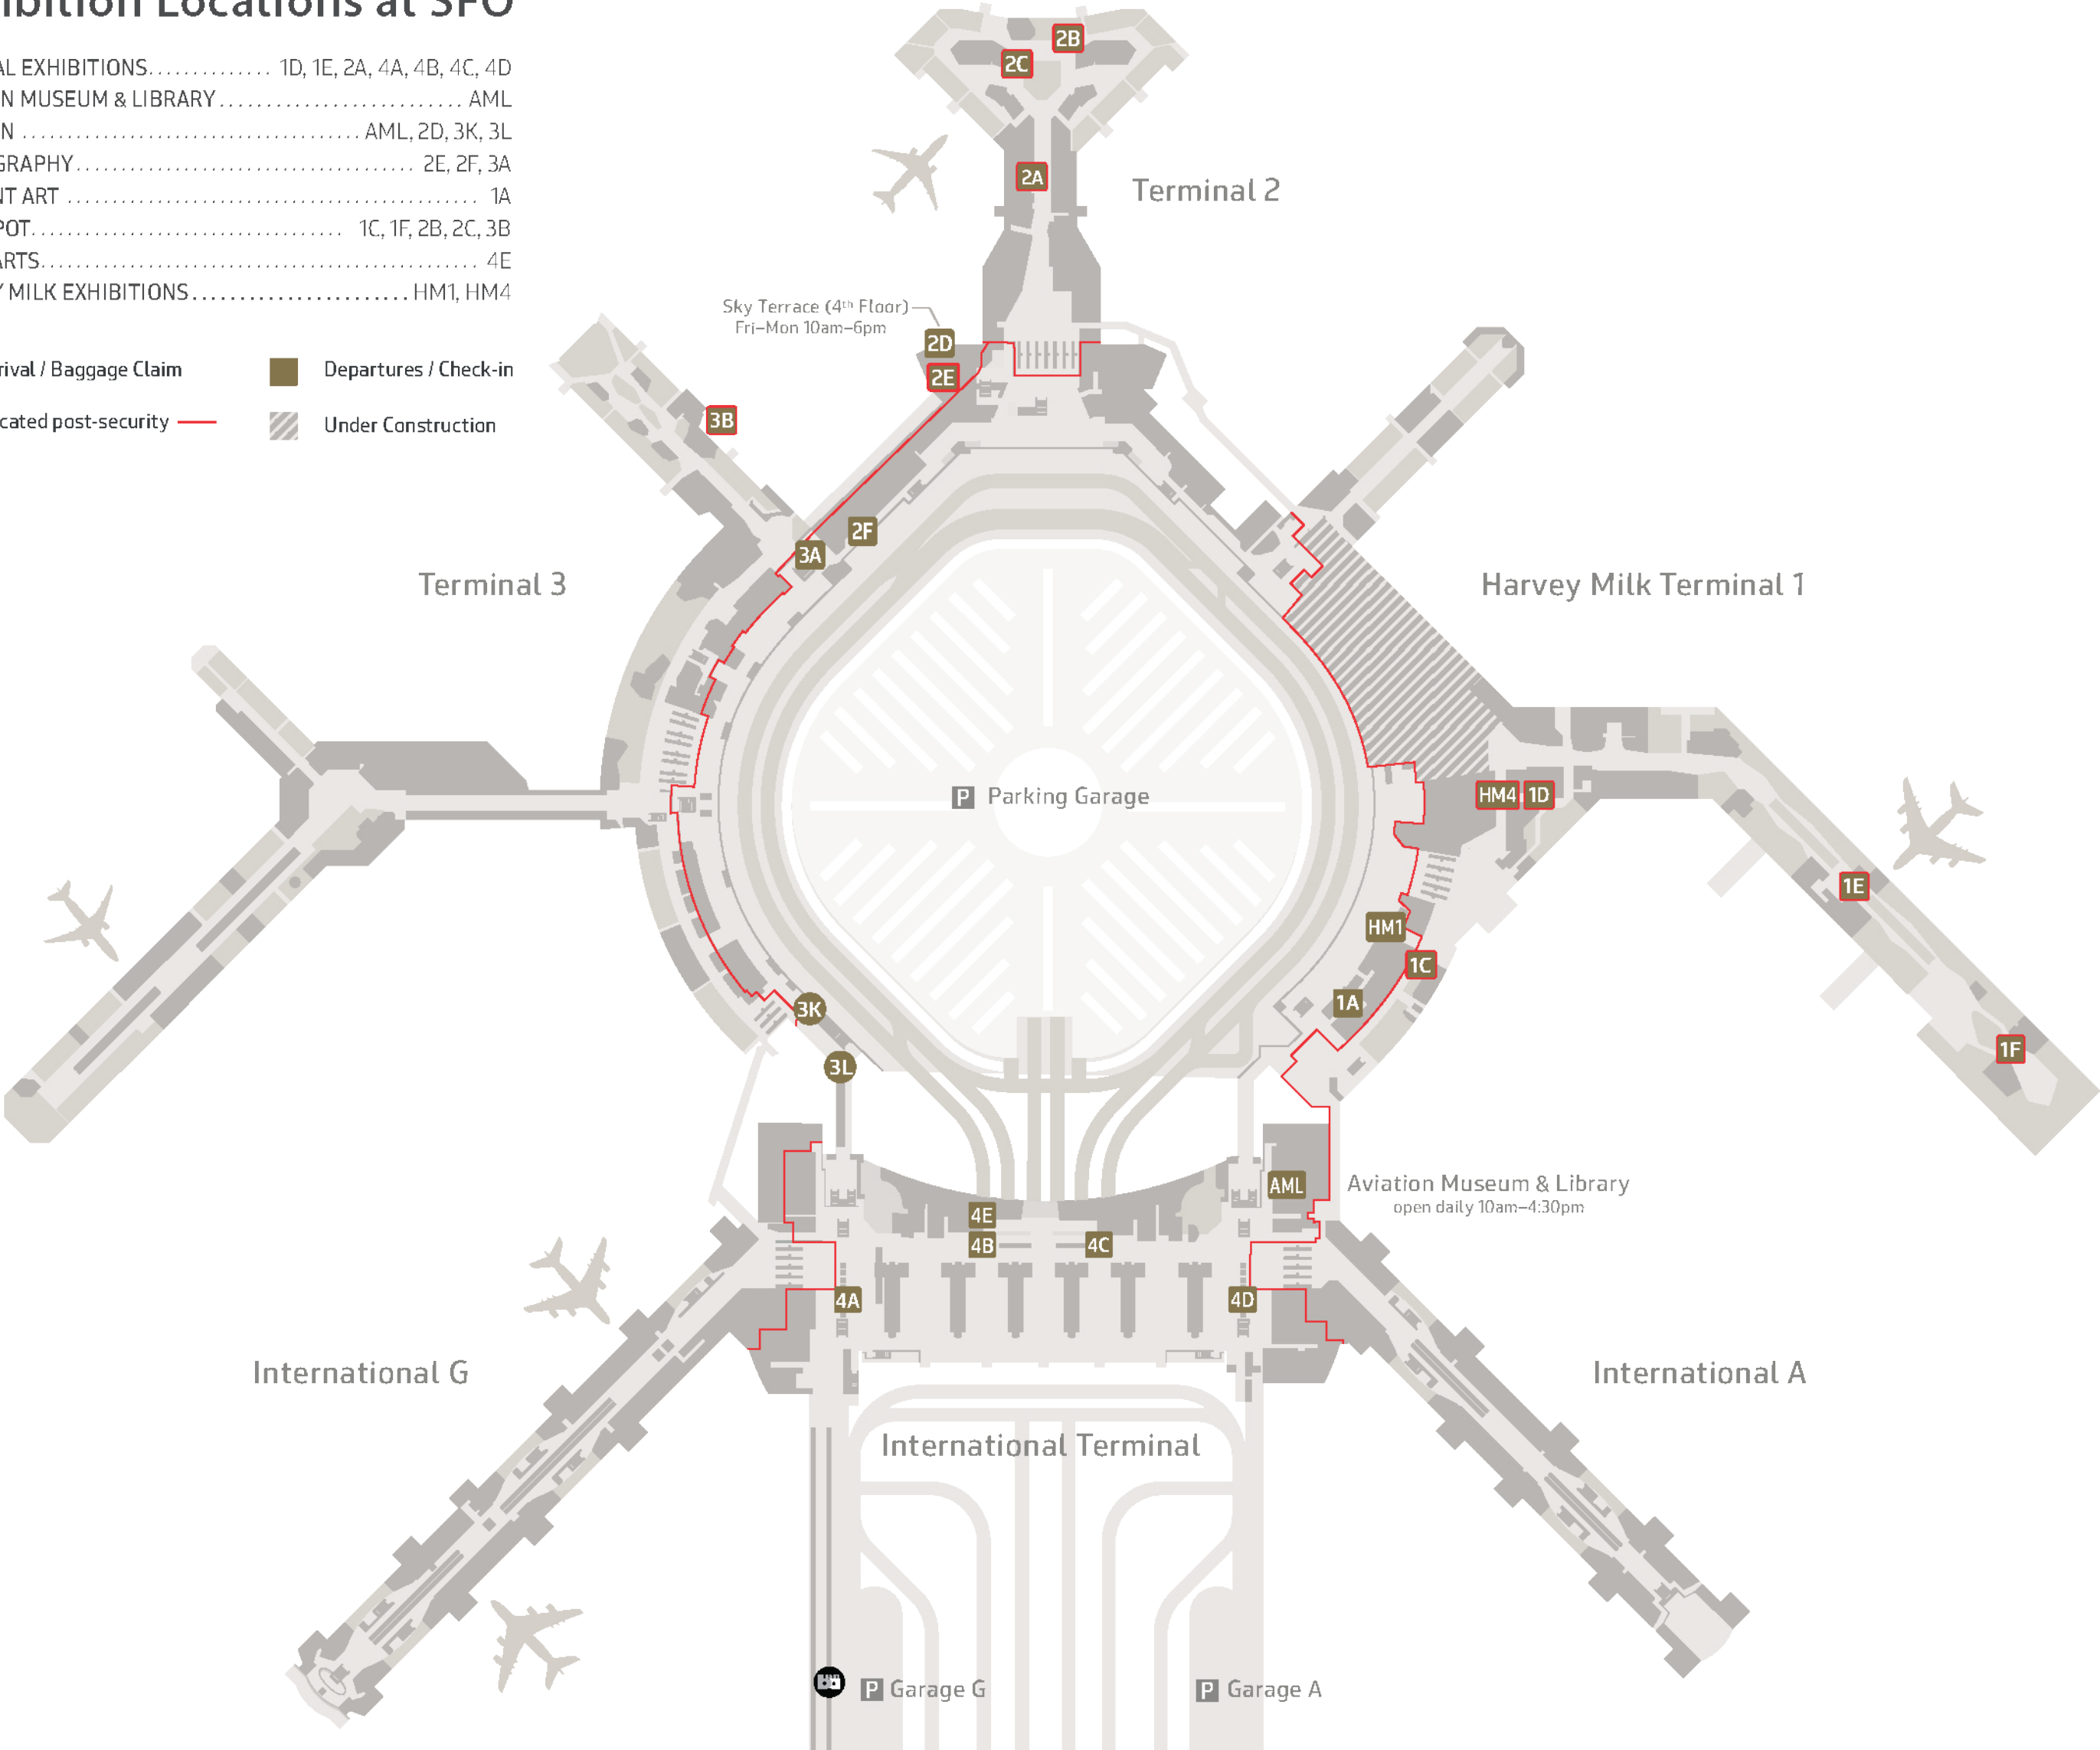 ibition Locations at SFO
AL EXHIBITIONS.............. 1D, 1E, 2A, 4A, 4B, 4C, 4D
N MUSEUM & LIBRARY.......................... AML
N .................................... AML, 2D, 3K, 3L
GRAPHY.................................... 2E, 2F, 3A
NT ART ............................................ 1A
POT................................. 1C, 1F, 2B, 2C, 3B
ARTS............................................... 4E
Y MILK EXHIBITIONS....................... HM1, HM4
rival / Baggage Claim
Departures / Check-in
cated post-security
Under Construction
2B
2C
2A
Terminal 2
Sky Terrace (4th Floor)
Fri–Mon 10am–6pm
2D
2E
3B
2F
3A
Terminal 3
Harvey Milk Terminal 1
P Parking Garage
HM4 1D
1E
HM1
1C
1A
3K
1F
3L
AML
Aviation Museum & Library
open daily 10am–4:30pm
4E
4B
4C
4A
4D
International G
International A
International Terminal
P Garage G
P Garage A